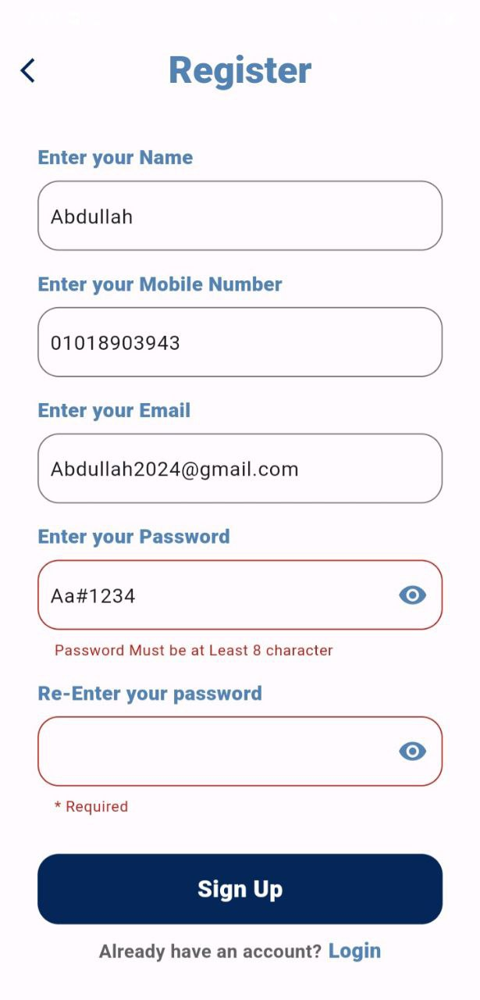 Register
Enter your Name
Abdullah
Enter your Mobile Number
01018903943
Enter your Email
Abdullah2024@gmail.com
Enter your Password
Aa#1234
Password Must be at Least 8 character
Re-Enter your password
* Required
Sign Up
Already have an account? Login